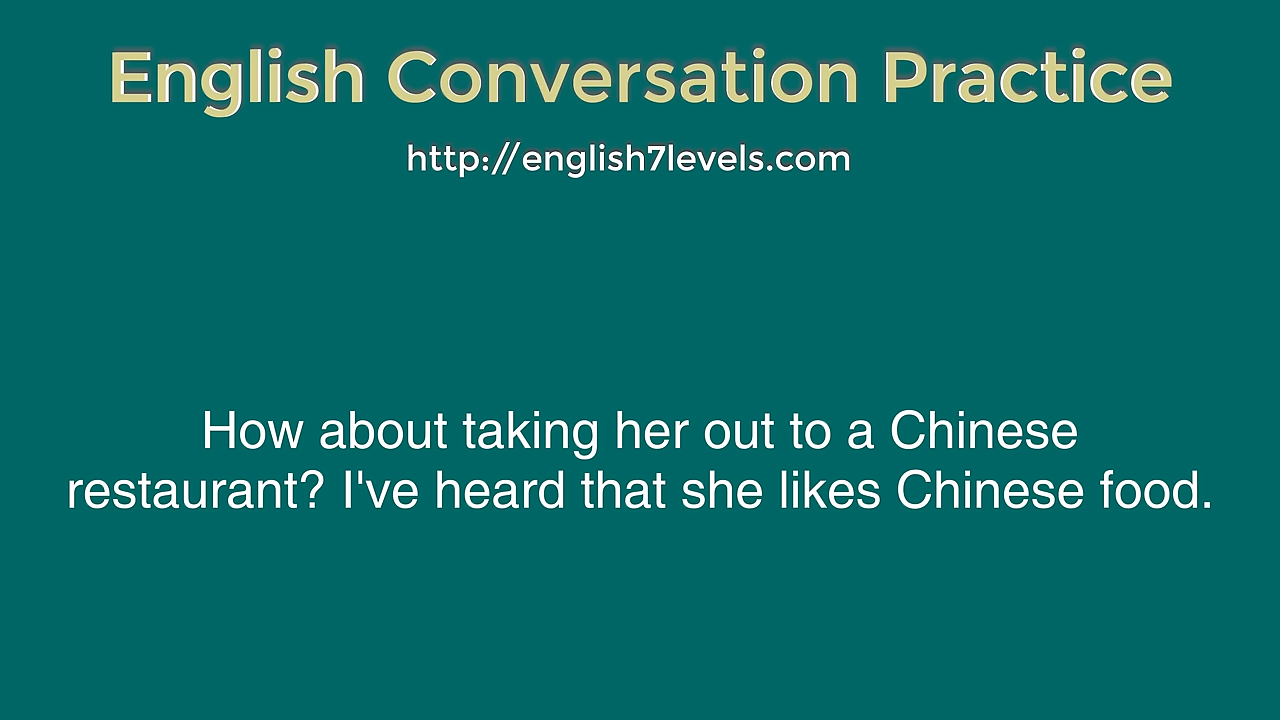 English Conversation Practice
http://english7levels.com
How about taking her out to a Chinese
restaurant? I've heard that she likes Chinese food.